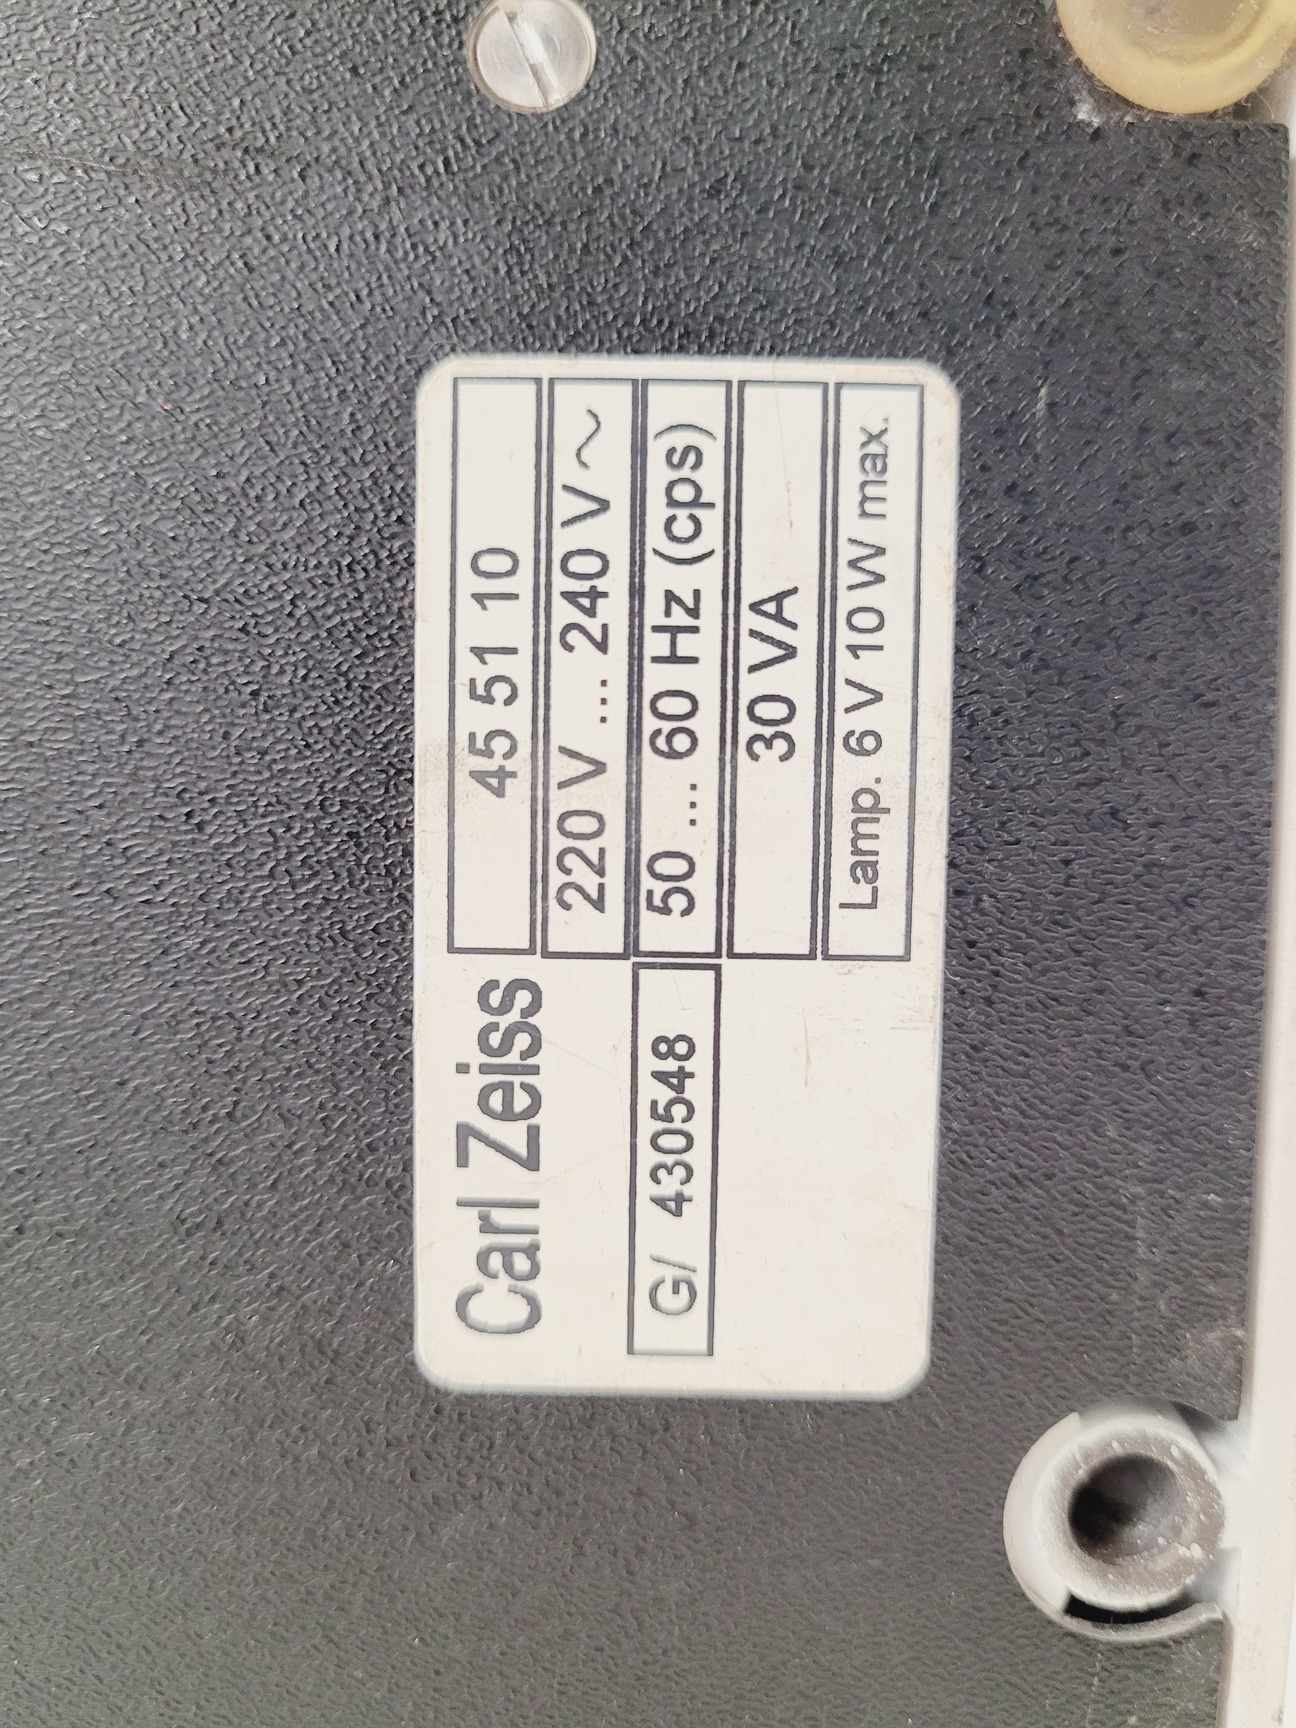 Carl Zeiss
45 51 10
220 V ... 240 V ~
G/ 430548
50 ... 60 Hz (cps)
30 VA
Lamp. 6 V 10 W max.